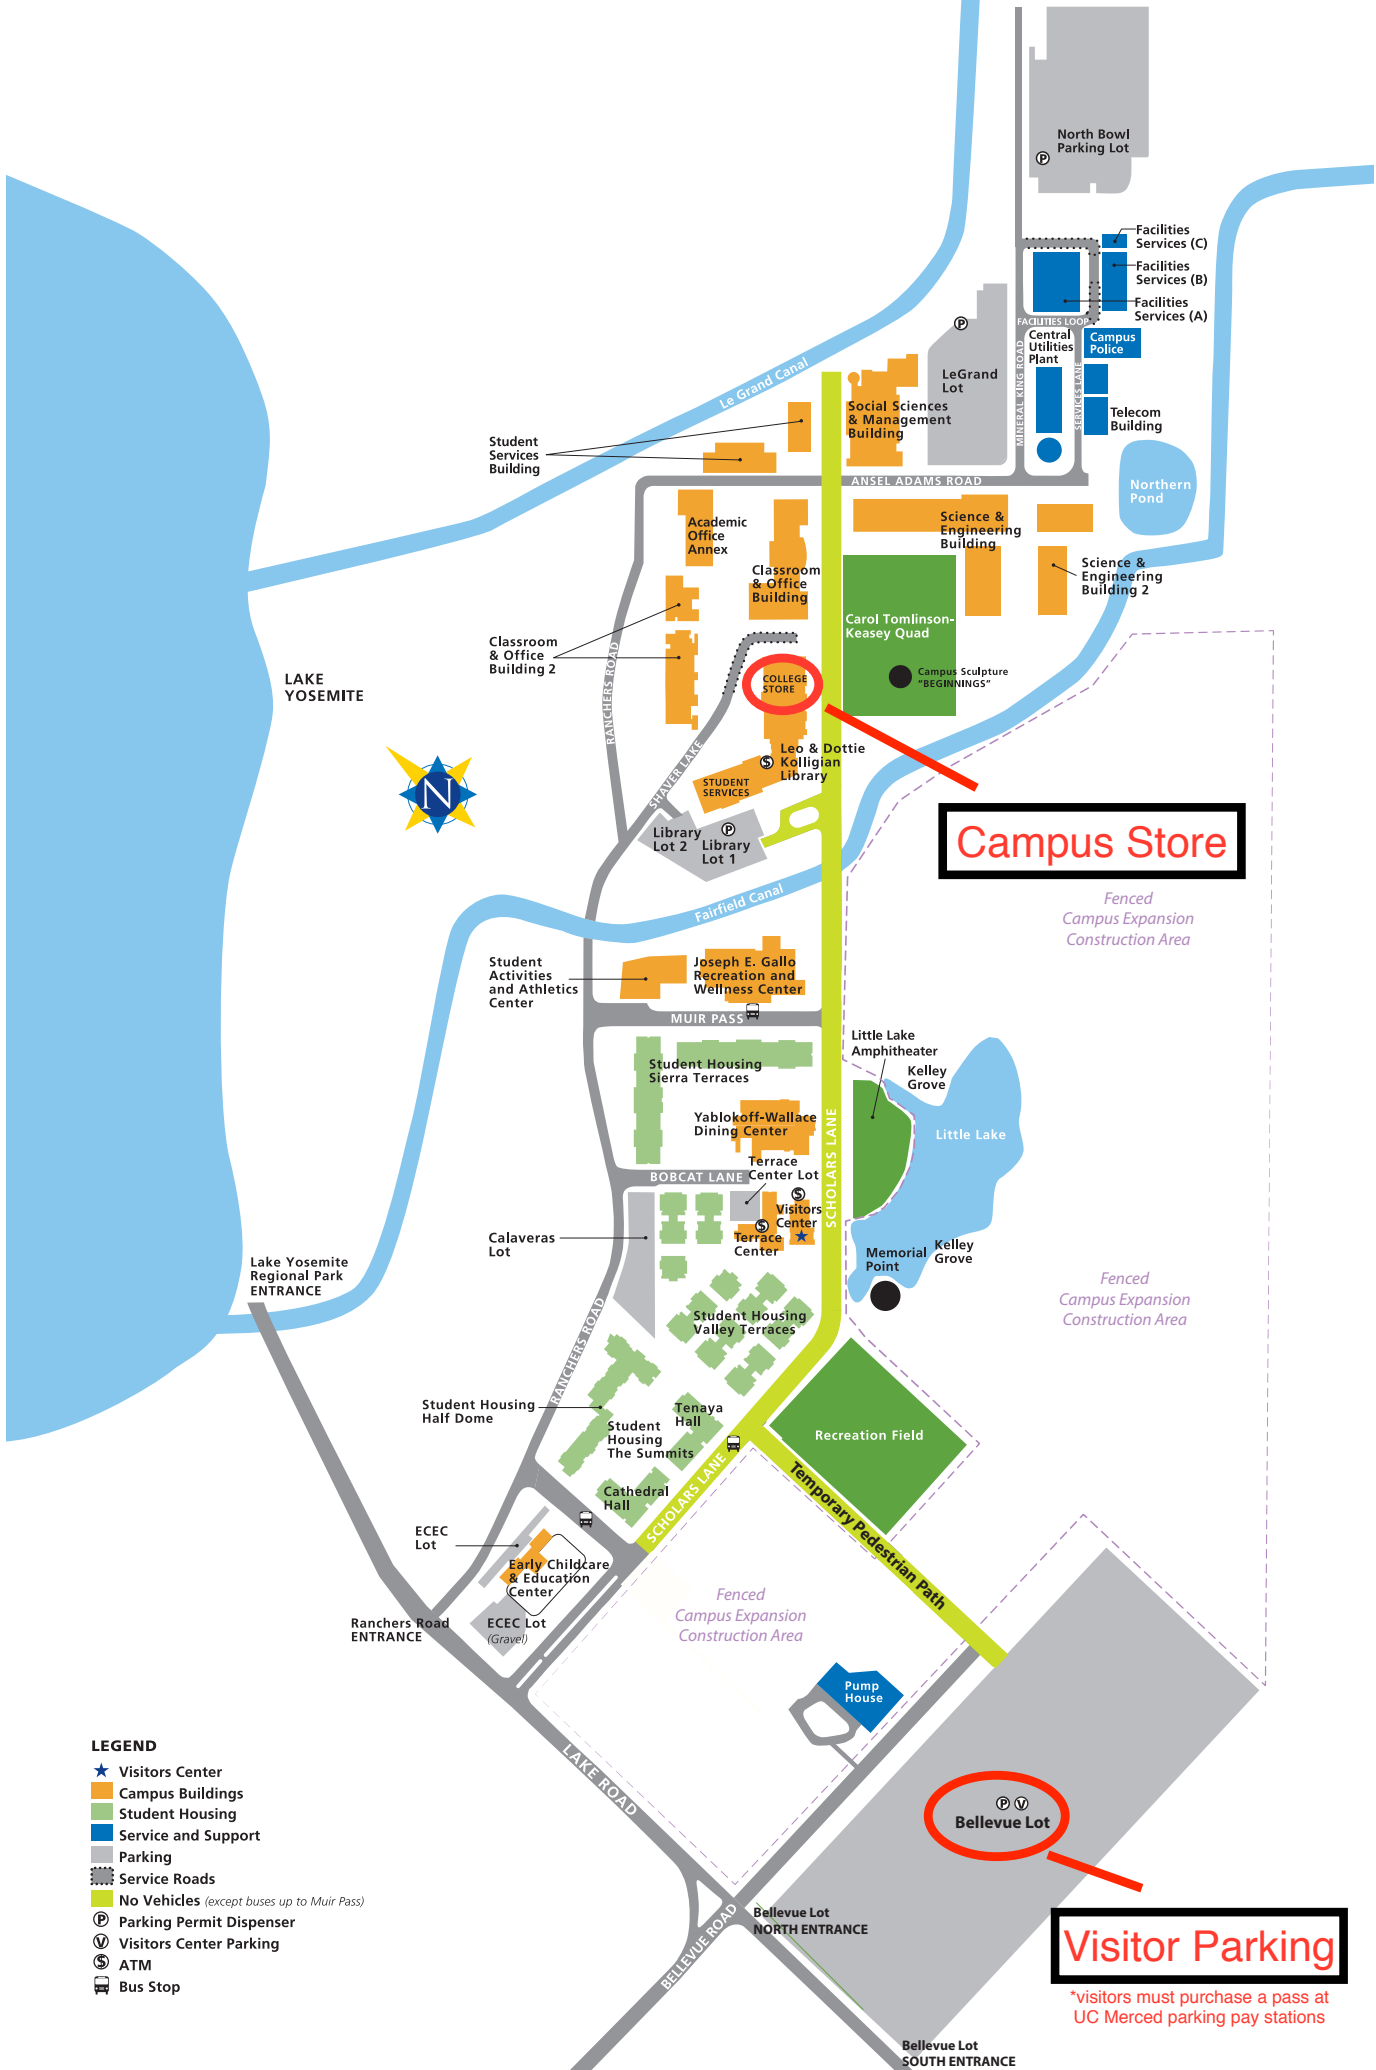 North Bowl
Parking Lot
P
Facilities
Services (C)
Facilities
Services (B)
Facilities
Services (A)
FACILITIES LOOP
P
Central
Utilities
Plant
Campus
Police
MINERAL KING ROAD
SERVICES LANE
LeGrand
Lot
Le Grand Canal
Social Sciences
& Management
Building
Telecom
Building
Student
Services
Building
ANSEL ADAMS ROAD
Northern
Pond
Academic
Office
Annex
Science &
Engineering
Building
Classroom
& Office
Building
Science &
Engineering
Building 2
Carol Tomlinson-
Keasey Quad
Classroom
& Office
Building 2
RANCHERS ROAD
Campus Sculpture
"BEGINNINGS"
COLLEGE
STORE
LAKE
YOSEMITE
N
SHAVER LAKE
Leo & Dottie
Kolligian
Library
$
STUDENT
SERVICES
Library
Lot 2
P
Library
Lot 1
Campus Store
Fairfield Canal
Fenced
Campus Expansion
Construction Area
Student
Activities
and Athletics
Center
Joseph E. Gallo
Recreation and
Wellness Center
MUIR PASS
Little Lake
Amphitheater
Kelley
Grove
Student Housing
Sierra Terraces
Yablokoff-Wallace
Dining Center
Little Lake
SCHOLARS LANE
Terrace
Center Lot
BOBCAT LANE
$
Visitors
Center
$
Terrace
Center
Calaveras
Lot
Memorial
Point
Kelley
Grove
Lake Yosemite
Regional Park
ENTRANCE
Fenced
Campus Expansion
Construction Area
Student Housing
Valley Terraces
RANCHERS ROAD
Student Housing
Half Dome
Tenaya
Hall
Student
Housing
The Summits
Recreation Field
SCHOLARS LANE
Temporary Pedestrian Path
Cathedral
Hall
ECEC
Lot
Early Childcare
& Education
Center
Ranchers Road
ENTRANCE
ECEC Lot
(Gravel)
Fenced
Campus Expansion
Construction Area
Pump
House
LAKE ROAD
P V
Bellevue Lot
Bellevue Lot
NORTH ENTRANCE
BELLEVUE ROAD
Visitor Parking
*visitors must purchase a pass at
UC Merced parking pay stations
Bellevue Lot
SOUTH ENTRANCE
LEGEND
Visitors Center
Campus Buildings
Student Housing
Service and Support
Parking
Service Roads
No Vehicles (except buses up to Muir Pass)
P Parking Permit Dispenser
V Visitors Center Parking
$ ATM
Bus Stop